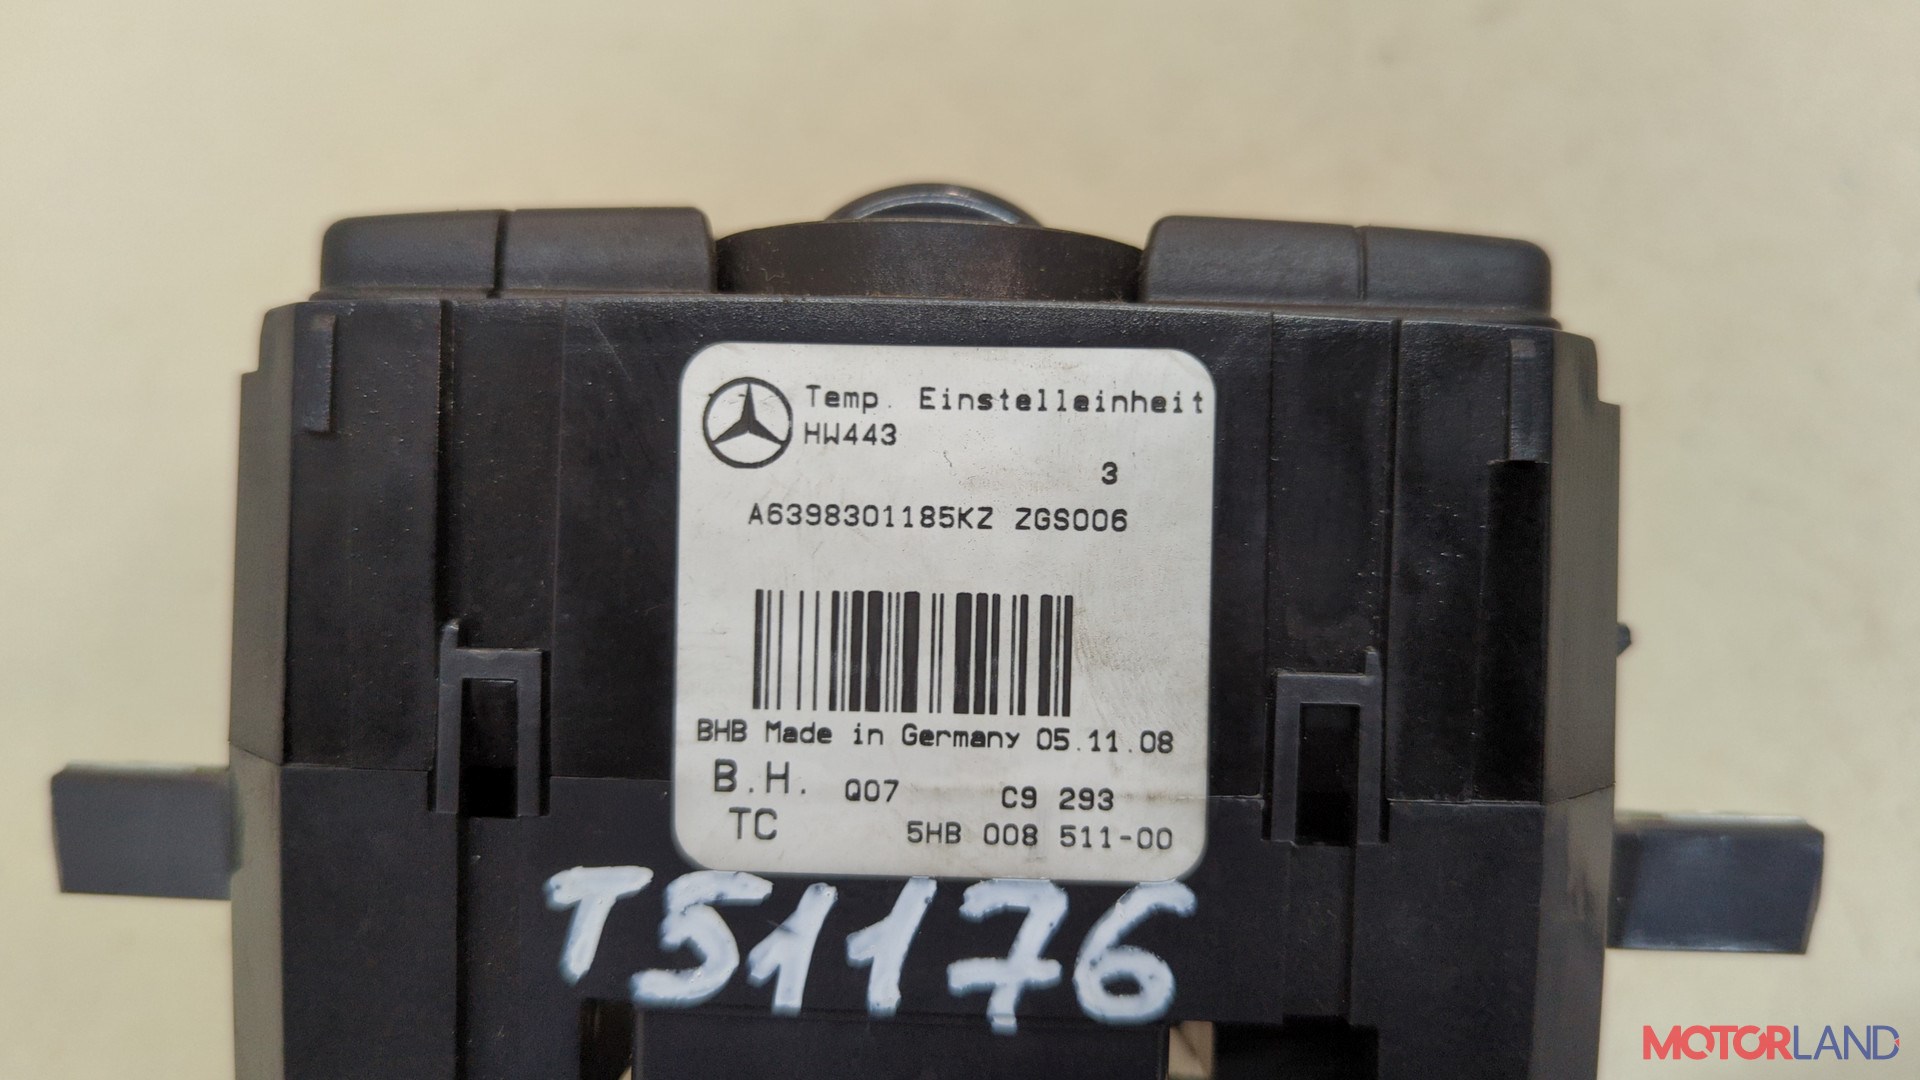 Temp. Einstelleinheit
HW443
3
A6398301185KZ ZGS006
BHB Made in Germany 05.11.08
B.H. Q07 C9 293
TC 5HB 008 511-00
T51176
MOTORLAND